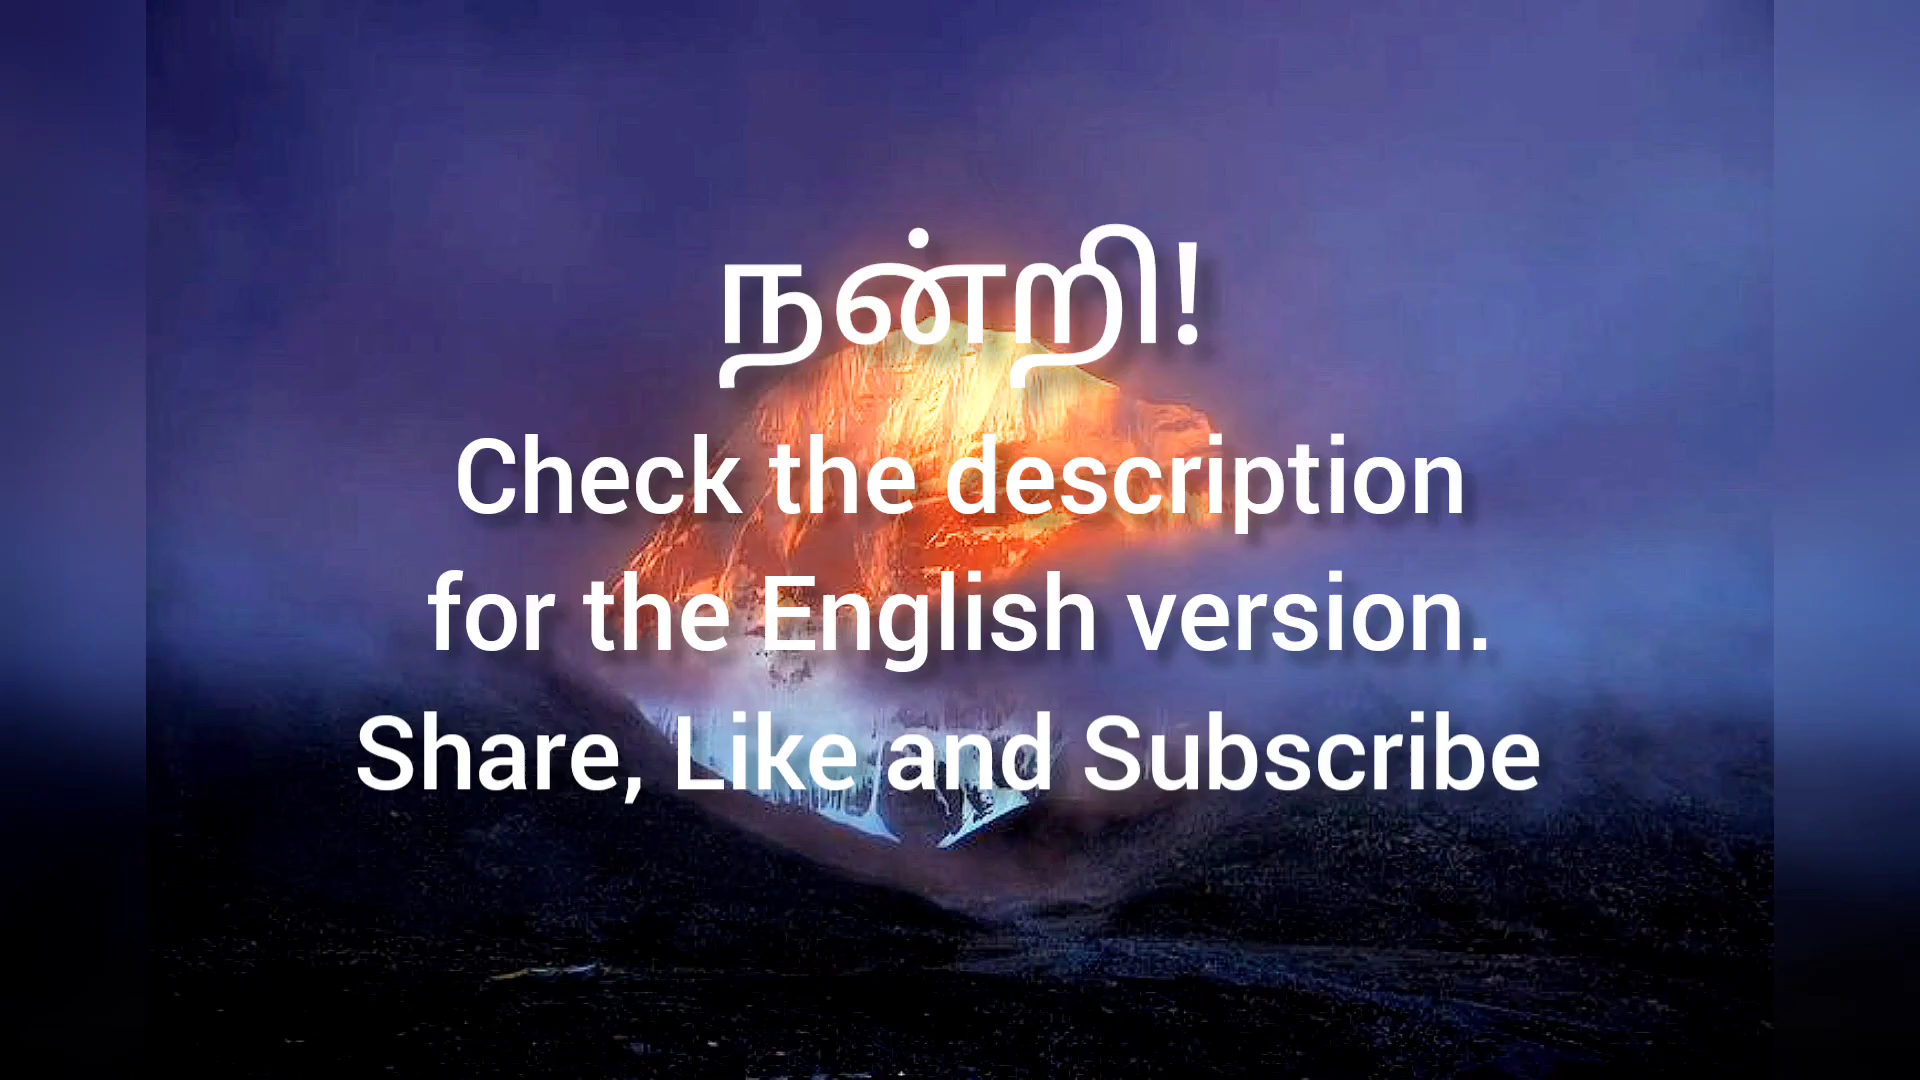 நன்றி!
Check the description
for the English version.
Share, Like and Subscribe